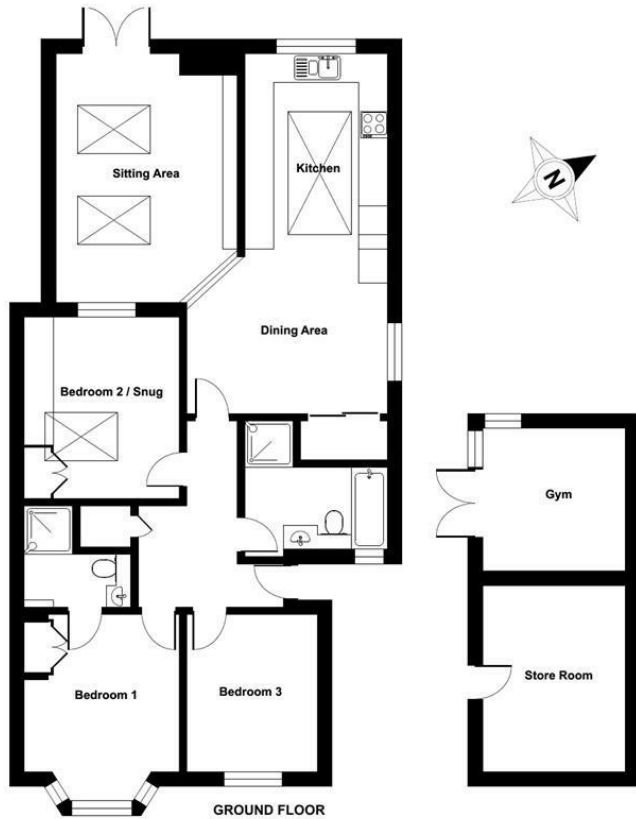 Kitchen
Sitting Area
N
Dining Area
Bedroom 2 / Snug
Gym
Store Room
Bedroom 1
Bedroom 3
GROUND FLOOR